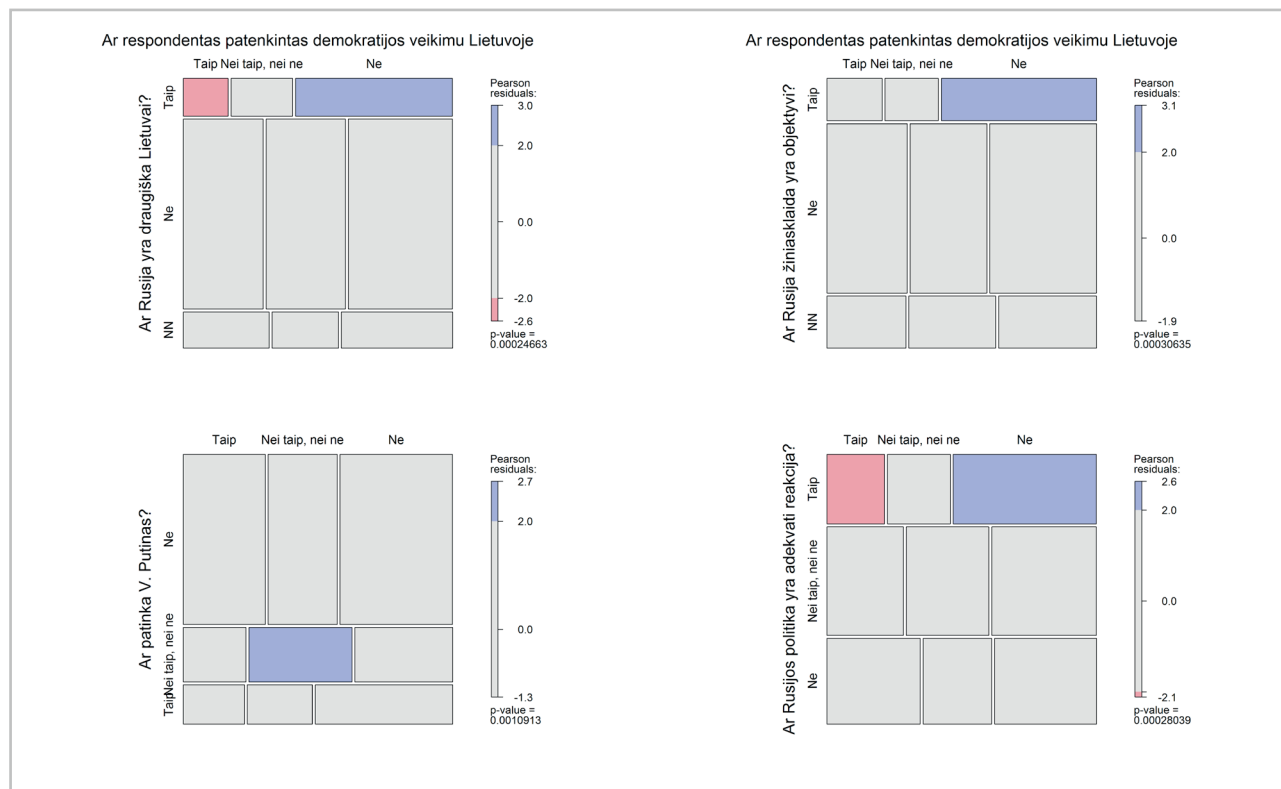 Ar respondentas patenkintas demokratijos veikimu Lietuvoje
Taip Nei taip, nei ne Ne
Ar Rusija yra draugiška Lietuvai?
Taip
Ne
NN
Pearson
residuals:
3.0
2.0
0.0
-2.0
-2.6
p-value =
0.00024663
Ar respondentas patenkintas demokratijos veikimu Lietuvoje
Taip Nei taip, nei ne Ne
Ar Rusija žiniasklaida yra objektyvi?
Taip
Ne
NN
Pearson
residuals:
3.1
2.0
0.0
-1.9
p-value =
0.00030635
Taip Nei taip, nei ne Ne
Ar patinka V. Putinas?
Ne
Nei taip, nei ne
Taip
Pearson
residuals:
2.7
2.0
0.0
-1.3
p-value =
0.0010913
Taip Nei taip, nei ne Ne
Ar Rusijos politika yra adekvati reakcija?
Taip
Nei taip, nei ne
Ne
Pearson
residuals:
2.6
2.0
0.0
-2.1
p-value =
0.00028039